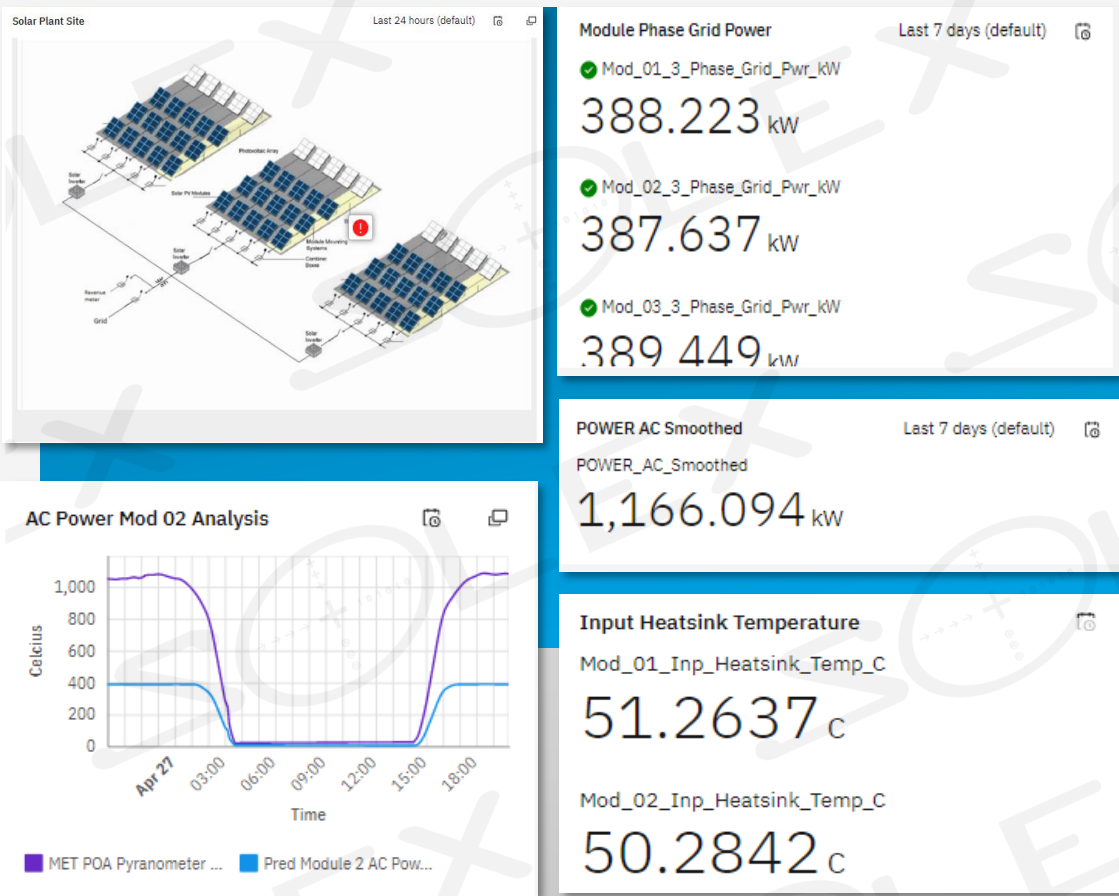 Solar Plant Site
Last 24 hours (default)
Photovoltaic Array
Solar Inverter
Solar PV Modules
Module Mounting Systems
Combiner Boxes
Solar Inverter
Revenue meter
Grid
Solar Inverter
Module Phase Grid Power
Last 7 days (default)
Mod_01_3_Phase_Grid_Pwr_kW
388.223 kW
Mod_02_3_Phase_Grid_Pwr_kW
387.637 kW
Mod_03_3_Phase_Grid_Pwr_kW
389.449 kW
POWER AC Smoothed
Last 7 days (default)
POWER_AC_Smoothed
1,166.094 kW
AC Power Mod 02 Analysis
Celcius
1,000
800
600
400
200
0
Apr 27
03:00
06:00
09:00
12:00
15:00
18:00
Time
MET POA Pyranometer ...
Pred Module 2 AC Pow...
Input Heatsink Temperature
Mod_01_Inp_Heatsink_Temp_C
51.2637 C
Mod_02_Inp_Heatsink_Temp_C
50.2842 C
SOLEX